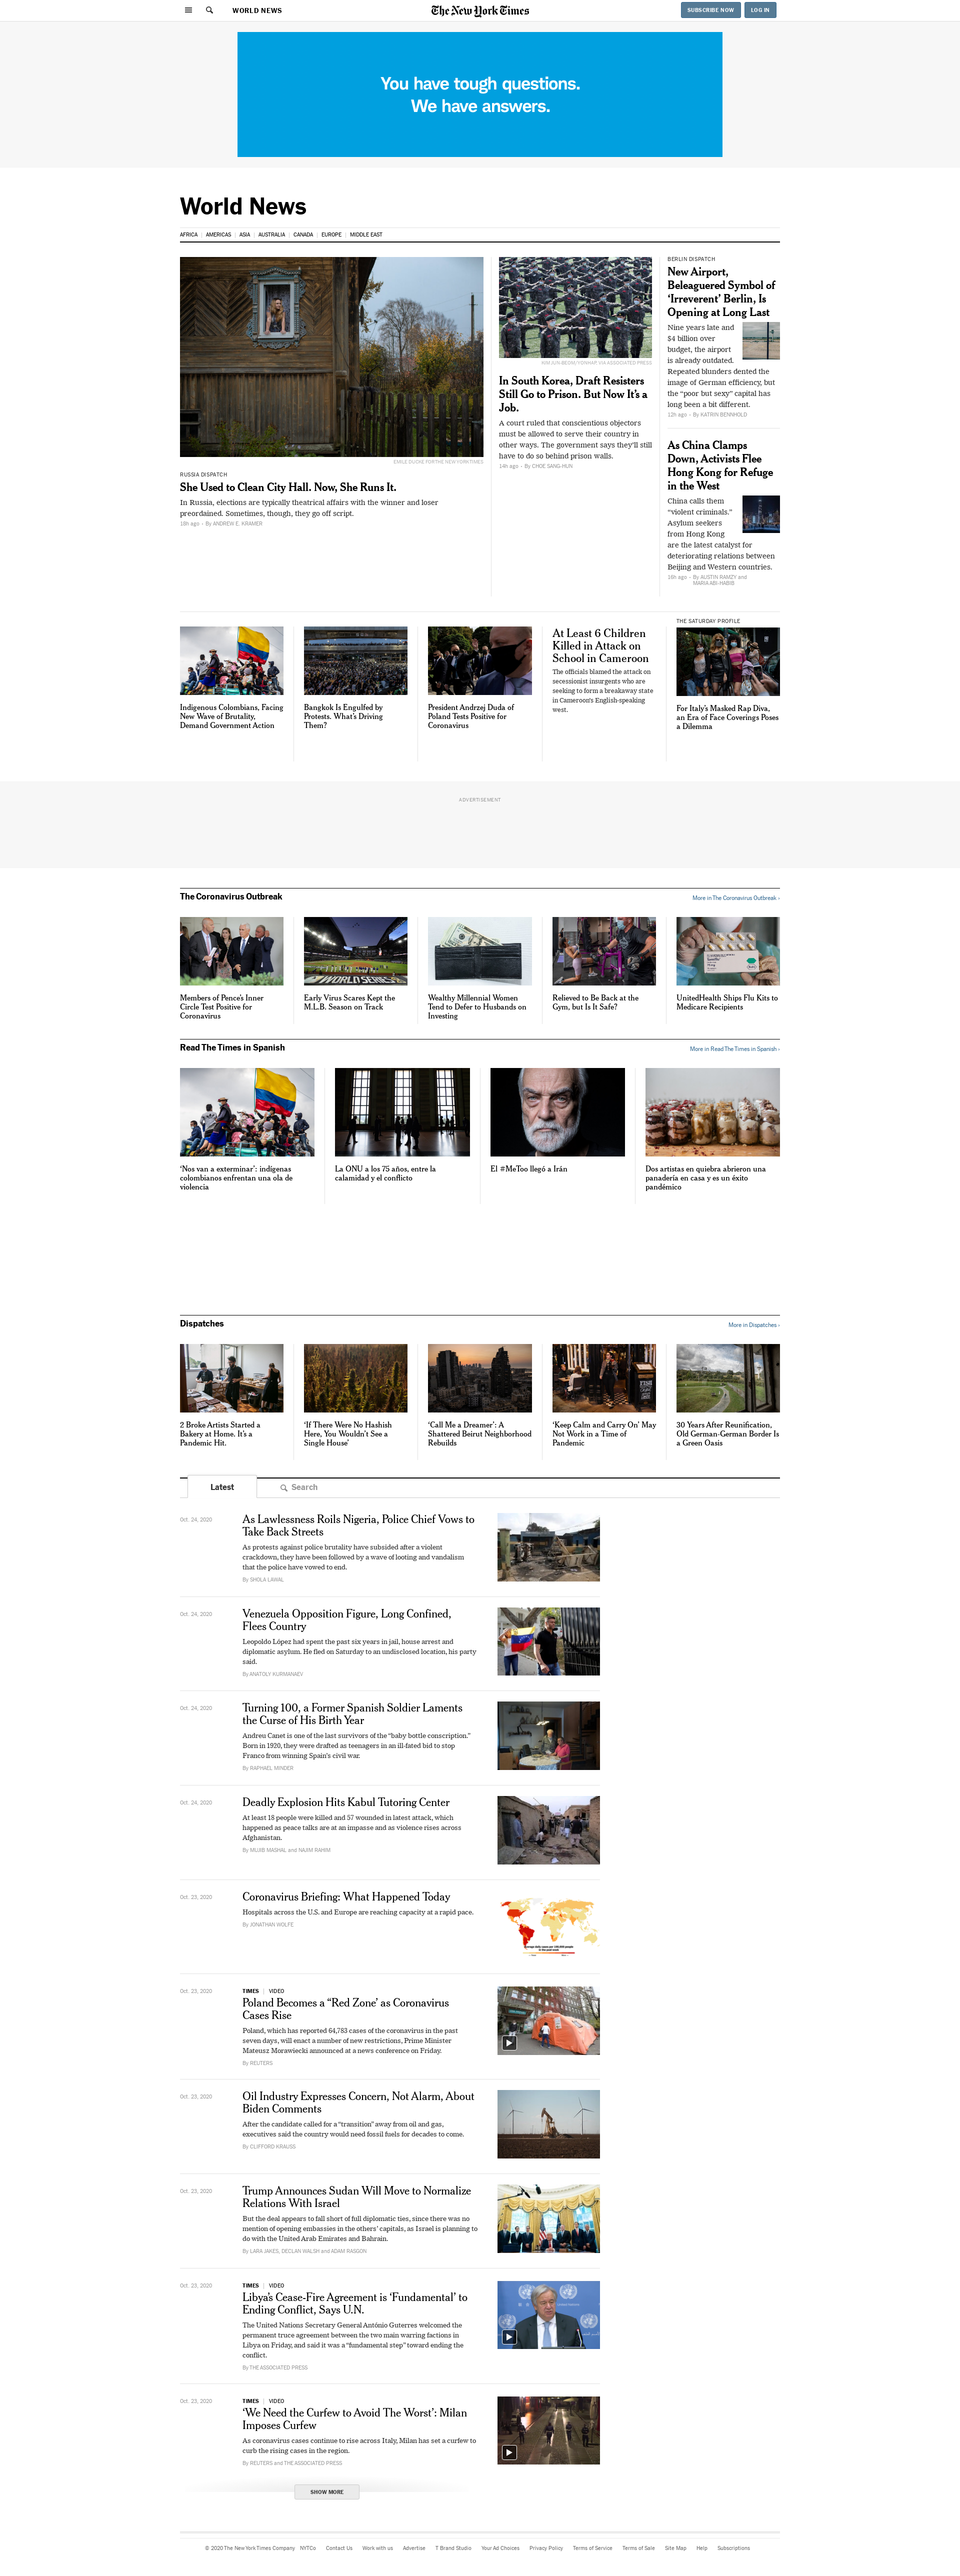 WORLD NEWS
The New York Times
SUBSCRIBE NOW
LOG IN
You have tough questions.
We have answers.
World News
AFRICA
AMERICAS
ASIA
AUSTRALIA
CANADA
EUROPE
MIDDLE EAST
EMILE DUCKE FOR THE NEW YORK TIMES
RUSSIA DISPATCH
She Used to Clean City Hall. Now, She Runs It.
In Russia, elections are typically theatrical affairs with the winner and loser
preordained. Sometimes, though, they go off script.
18h ago · By ANDREW E. KRAMER
KIM JUN-BEOM/YONHAP, VIA ASSOCIATED PRESS
In South Korea, Draft Resisters
Still Go to Prison. But Now It’s a
Job.
A court ruled that conscientious objectors
must be allowed to serve their country in
other ways. The government says they’ll still
have to do so behind prison walls.
14h ago · By CHOE SANG-HUN
BERLIN DISPATCH
New Airport,
Beleaguered Symbol of
‘Irreverent’ Berlin, Is
Opening at Long Last
Nine years late and
$4 billion over
budget, the airport
is already outdated.
Repeated blunders dented the
image of German efficiency, but
the “poor but sexy” capital has
long been a bit different.
12h ago · By KATRIN BENNHOLD
As China Clamps
Down, Activists Flee
Hong Kong for Refuge
in the West
China calls them
“violent criminals.”
Asylum seekers
from Hong Kong
are the latest catalyst for
deteriorating relations between
Beijing and Western countries.
16h ago · By AUSTIN RAMZY and
MARIA ABI-HABIB
Indigenous Colombians, Facing
New Wave of Brutality,
Demand Government Action
Bangkok Is Engulfed by
Protests. What’s Driving
Them?
President Andrzej Duda of
Poland Tests Positive for
Coronavirus
At Least 6 Children
Killed in Attack on
School in Cameroon
The officials blamed the attack on
secessionist insurgents who are
seeking to form a breakaway state
in Cameroon’s English-speaking
west.
THE SATURDAY PROFILE
For Italy’s Masked Rap Diva,
an Era of Face Coverings Poses
a Dilemma
ADVERTISEMENT
The Coronavirus Outbreak
More in The Coronavirus Outbreak ›
WORLD SERIES
Members of Pence’s Inner
Circle Test Positive for
Coronavirus
Early Virus Scares Kept the
M.L.B. Season on Track
Wealthy Millennial Women
Tend to Defer to Husbands on
Investing
Relieved to Be Back at the
Gym, but Is It Safe?
UnitedHealth Ships Flu Kits to
Medicare Recipients
Read The Times in Spanish
More in Read The Times in Spanish ›
‘Nos van a exterminar’: indígenas
colombianos enfrentan una ola de
violencia
La ONU a los 75 años, entre la
calamidad y el conflicto
El #MeToo llegó a Irán
Dos artistas en quiebra abrieron una
panadería en casa y es un éxito
pandémico
Dispatches
More in Dispatches ›
2 Broke Artists Started a
Bakery at Home. It’s a
Pandemic Hit.
‘If There Were No Hashish
Here, You Wouldn’t See a
Single House’
‘Call Me a Dreamer’: A
Shattered Beirut Neighborhood
Rebuilds
‘Keep Calm and Carry On’ May
Not Work in a Time of
Pandemic
30 Years After Reunification,
Old German-German Border Is
a Green Oasis
Latest
Search
Oct. 24, 2020
As Lawlessness Roils Nigeria, Police Chief Vows to
Take Back Streets
As protests against police brutality have subsided after a violent
crackdown, they have been followed by a wave of looting and vandalism
that the police have vowed to end.
By SHOLA LAWAL
Oct. 24, 2020
Venezuela Opposition Figure, Long Confined,
Flees Country
Leopoldo López had spent the past six years in jail, house arrest and
diplomatic asylum. He fled on Saturday to an undisclosed location, his party
said.
By ANATOLY KURMANAEV
Oct. 24, 2020
Turning 100, a Former Spanish Soldier Laments
the Curse of His Birth Year
Andreu Canet is one of the last survivors of the “baby bottle conscription.”
Born in 1920, they were drafted as teenagers in an ill-fated bid to stop
Franco from winning Spain’s civil war.
By RAPHAEL MINDER
Oct. 24, 2020
Deadly Explosion Hits Kabul Tutoring Center
At least 18 people were killed and 57 wounded in latest attack, which
happened as peace talks are at an impasse and as violence rises across
Afghanistan.
By MUJIB MASHAL and NAJIM RAHIM
Oct. 23, 2020
Coronavirus Briefing: What Happened Today
Hospitals across the U.S. and Europe are reaching capacity at a rapid pace.
By JONATHAN WOLFE
Oct. 23, 2020
TIMES | VIDEO
Poland Becomes a “Red Zone’ as Coronavirus
Cases Rise
Poland, which has reported 64,783 cases of the coronavirus in the past
seven days, will enact a number of new restrictions, Prime Minister
Mateusz Morawiecki announced at a news conference on Friday.
By REUTERS
Oct. 23, 2020
Oil Industry Expresses Concern, Not Alarm, About
Biden Comments
After the candidate called for a “transition” away from oil and gas,
executives said the country would need fossil fuels for decades to come.
By CLIFFORD KRAUSS
Oct. 23, 2020
Trump Announces Sudan Will Move to Normalize
Relations With Israel
But the deal appears to fall short of full diplomatic ties, since there was no
mention of opening embassies in the others’ capitals, as Israel is planning to
do with the United Arab Emirates and Bahrain.
By LARA JAKES, DECLAN WALSH and ADAM RASGON
Oct. 23, 2020
TIMES | VIDEO
Libya’s Cease-Fire Agreement is ‘Fundamental’ to
Ending Conflict, Says U.N.
The United Nations Secretary General António Guterres welcomed the
permanent truce agreement between the two main warring factions in
Libya on Friday, and said it was a “fundamental step” toward ending the
conflict.
By THE ASSOCIATED PRESS
Oct. 23, 2020
TIMES | VIDEO
‘We Need the Curfew to Avoid The Worst’: Milan
Imposes Curfew
As coronavirus cases continue to rise across Italy, Milan has set a curfew to
curb the rising cases in the region.
By REUTERS and THE ASSOCIATED PRESS
SHOW MORE
© 2020 The New York Times Company
NYTCo
Contact Us
Work with us
Advertise
T Brand Studio
Your Ad Choices
Privacy Policy
Terms of Service
Terms of Sale
Site Map
Help
Subscriptions